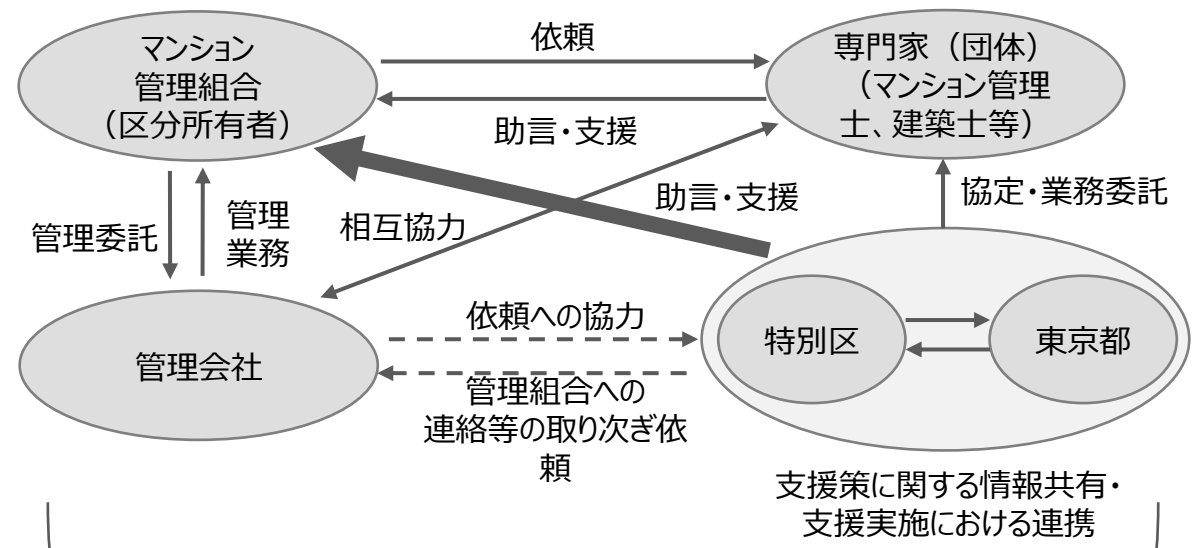 マンション
管理組合
（区分所有者）
依頼
専門家（団体）
（マンション管理
士、建築士等）
助言・支援
助言・支援
協定・業務委託
管理委託
管理
業務
相互協力
依頼への協力
特別区
東京都
管理会社
管理組合への
連絡等の取り次ぎ依
頼
支援策に関する情報共有・
支援実施における連携